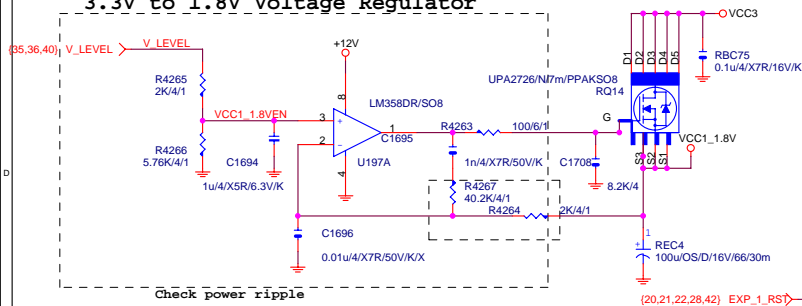 3.3V to 1.8V Voltage Regulator
VCC3
{35,36,40} V_LEVEL
V_LEVEL
+12V
D1
D2
D3
D4
D5
RBC75
0.1u/4/X7R/16V/K
R4265
2K/4/1
8
UPA2726/N/7m/PPAKSO8
RQ14
LM358DR/SO8
VCC1_1.8VEN
3
+
1
R4263
100/6/1
G
2
-
C1695
VCC1_1.8V
R4266
5.76K/4/1
C1694
U197A
1n/4/X7R/50V/K
C1708
S3
S2
S1
4
1u/4/X5R/6.3V/K
R4267
40.2K/4/1
8.2K/4
D
R4264
2K/4/1
C1696
1
+
REC4
100u/OS/D/16V/66/30m
0.01u/4/X7R/50V/K/X
Check power ripple
{20,21,22,28,42} EXP_1_RST